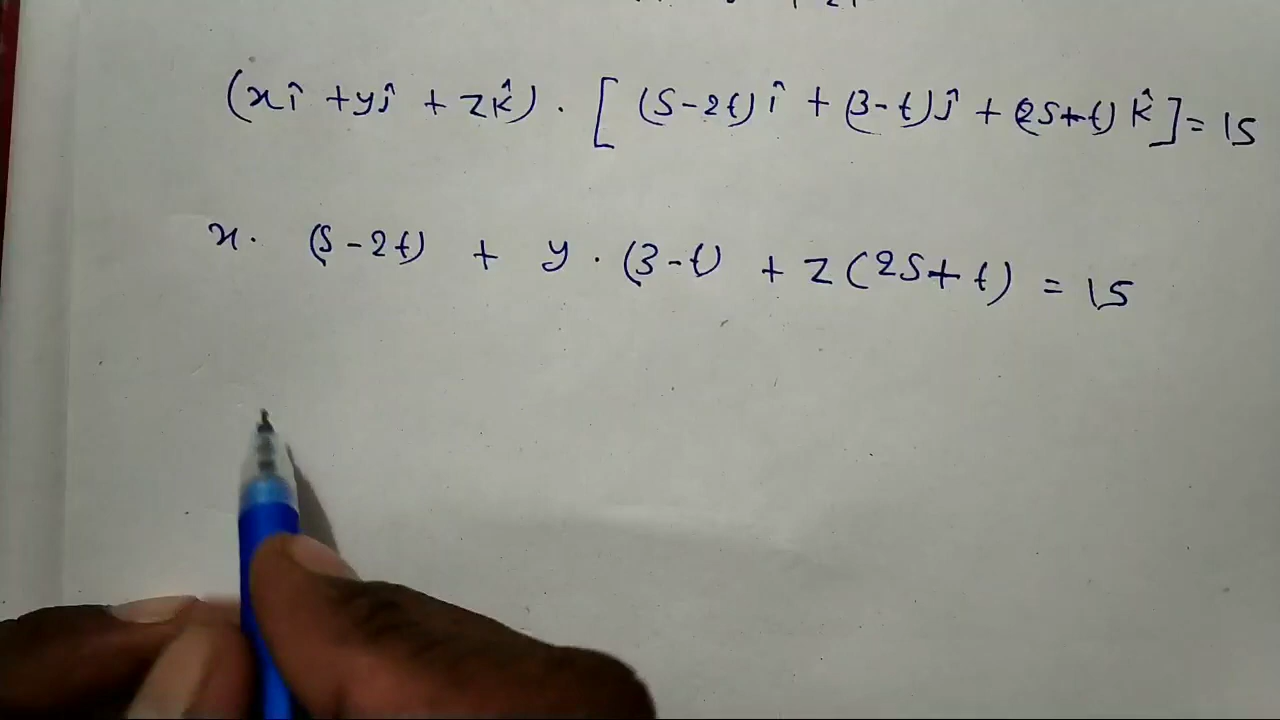 (xî + yĵ + zk̂) · [ (S-2t)î + (3-t)ĵ + (2S+t)k̂ ] = 15
x· (S-2t) + y · (3-t) + z(2S+t) = 15